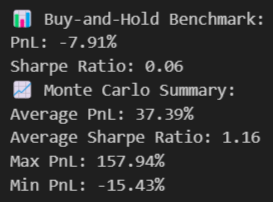 📊 Buy-and-Hold Benchmark:
PnL: -7.91%
Sharpe Ratio: 0.06
📈 Monte Carlo Summary:
Average PnL: 37.39%
Average Sharpe Ratio: 1.16
Max PnL: 157.94%
Min PnL: -15.43%